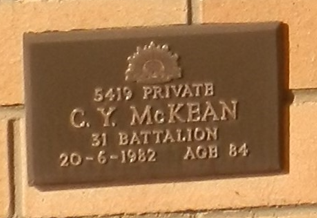 5419 PRIVATE
C. Y. McKEAN
31 BATTALION
20-6-1982 AGE 84